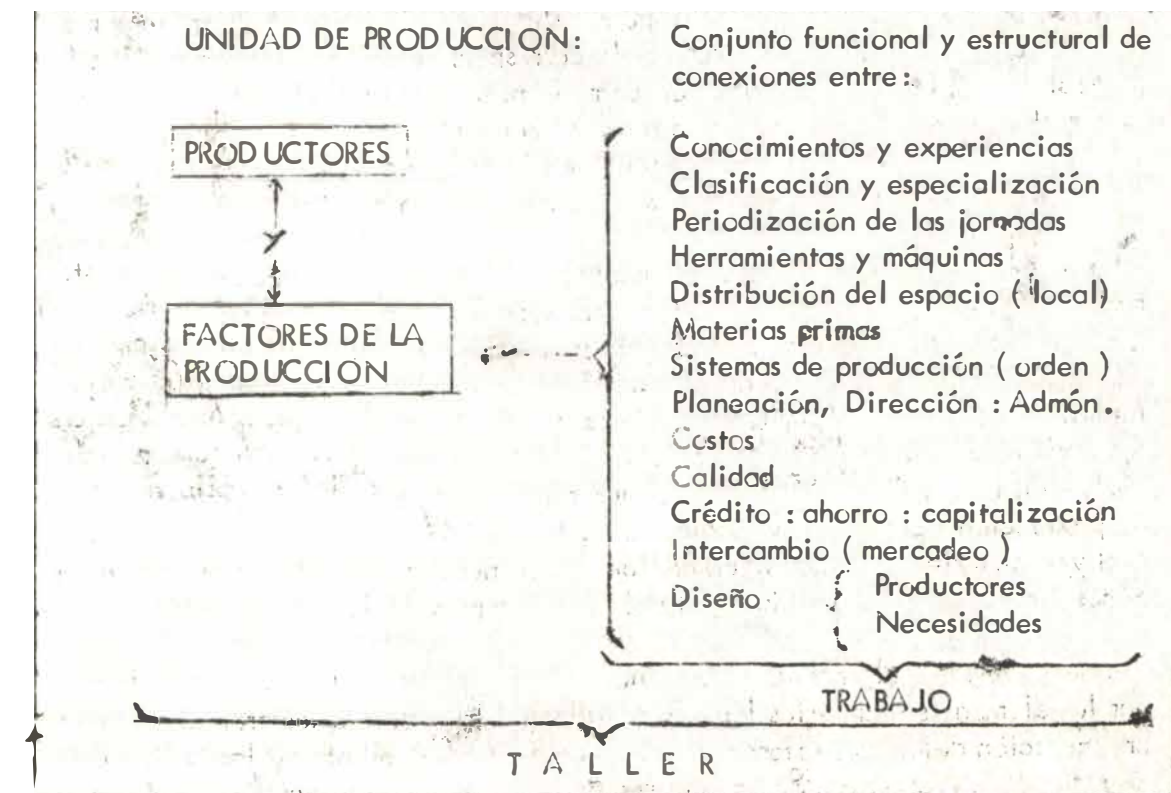 UNIDAD DE PRODUCCION:
Conjunto funcional y estructural de
conexiones entre:
PRODUCTORES
Y
FACTORES DE LA
PRODUCCION
Conocimientos y experiencias
Clasificación y especialización
Periodización de las jornadas
Herramientas y máquinas
Distribución del espacio ( local)
Materias primas
Sistemas de producción ( orden )
Planeación, Dirección : Admón.
Costos
Calidad
Crédito : ahorro : capitalización
Intercambio ( mercadeo )
Diseño
Productores
Necesidades
TRABAJO
T A L L E R